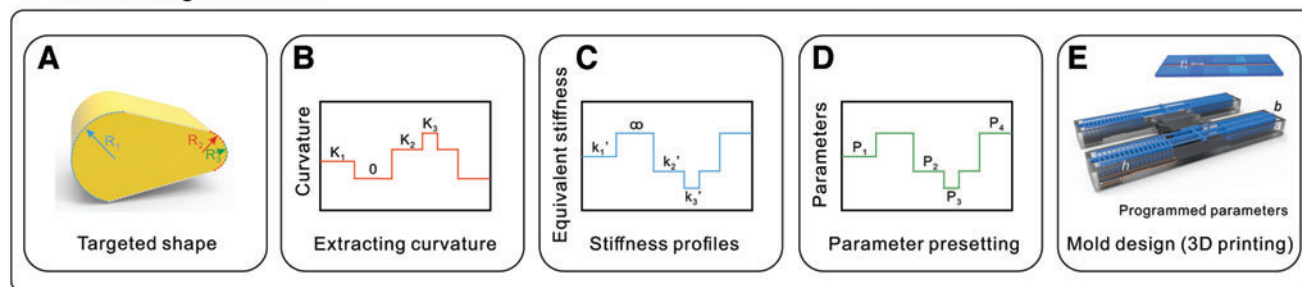 A
R₁
R₂
R₃
Targeted shape
B
Curvature
K₁
0
K₂
K₃
Extracting curvature
C
Equivalent stiffness
k₁'
∞
k₂'
k₃'
Stiffness profiles
D
Parameters
P₁
P₂
P₃
P₄
Parameter presetting
E
b
h
Programmed parameters
Mold design (3D printing)